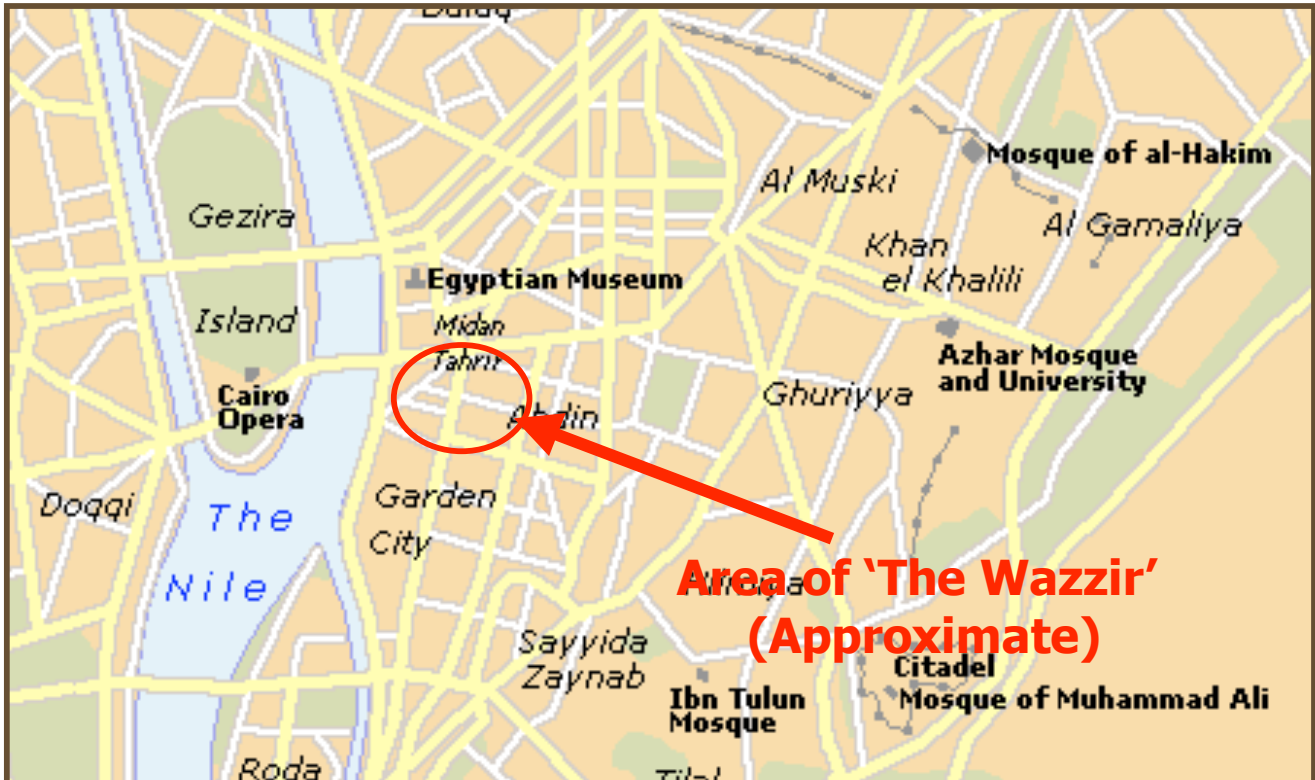 Mosque of al-Hakim
Al Muski
Gezira
Al Gamaliya
Khan
el Khalili
Egyptian Museum
Island
Midan
Tahrir
Azhar Mosque
and University
Cairo
Opera
Ghuriyya
Abdin
Doqqi
The
Nile
Garden
City
Area of ‘The Wazzir’
(Approximate)
Sayyida
Zaynab
Citadel
Mosque of Muhammad Ali
Ibn Tulun
Mosque
Roda